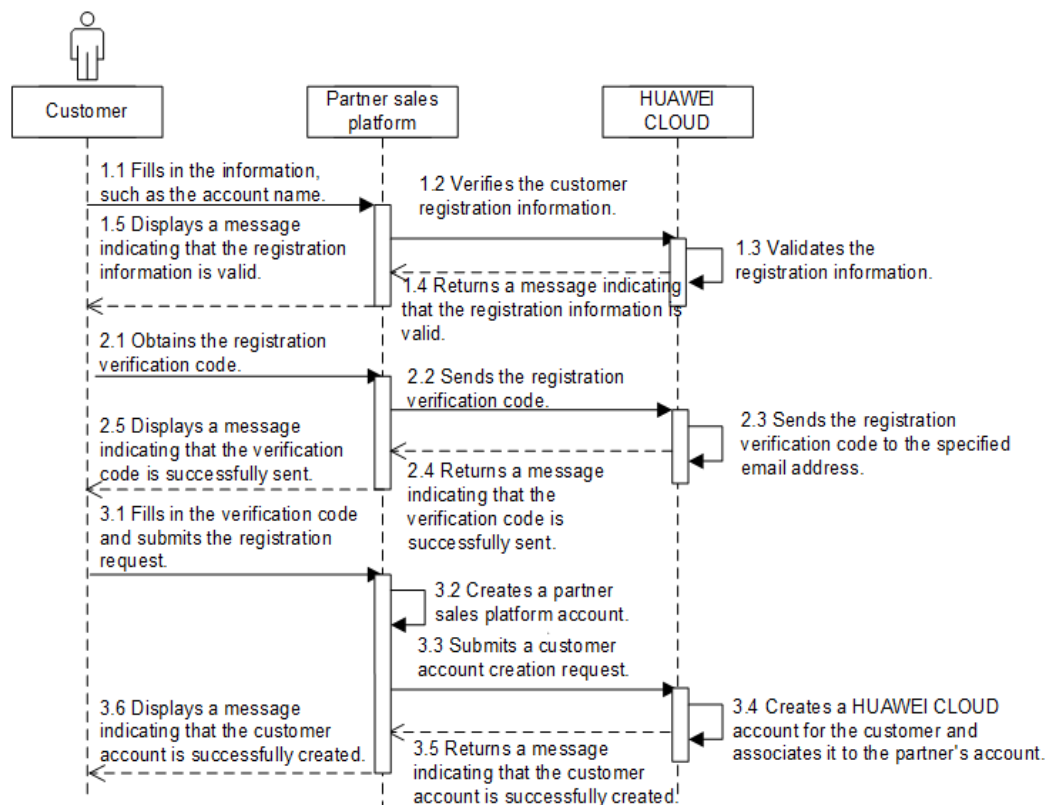 Customer
Partner sales
platform
HUAWEI
CLOUD
1.1 Fills in the information,
such as the account name.
1.2 Verifies the customer
registration information.
1.3 Validates the
registration information.
1.4 Returns a message indicating
that the registration information is
valid.
1.5 Displays a message
indicating that the registration
information is valid.
2.1 Obtains the registration
verification code.
2.2 Sends the registration
verification code.
2.3 Sends the registration
verification code to the specified
email address.
2.4 Returns a message
indicating that the
verification code is
successfully sent.
2.5 Displays a message
indicating that the verification
code is successfully sent.
3.1 Fills in the verification code
and submits the registration
request.
3.2 Creates a partner
sales platform account.
3.3 Submits a customer
account creation request.
3.4 Creates a HUAWEI CLOUD
account for the customer and
associates it to the partner's account.
3.5 Returns a message
indicating that the customer
account is successfully created.
3.6 Displays a message
indicating that the customer
account is successfully created.